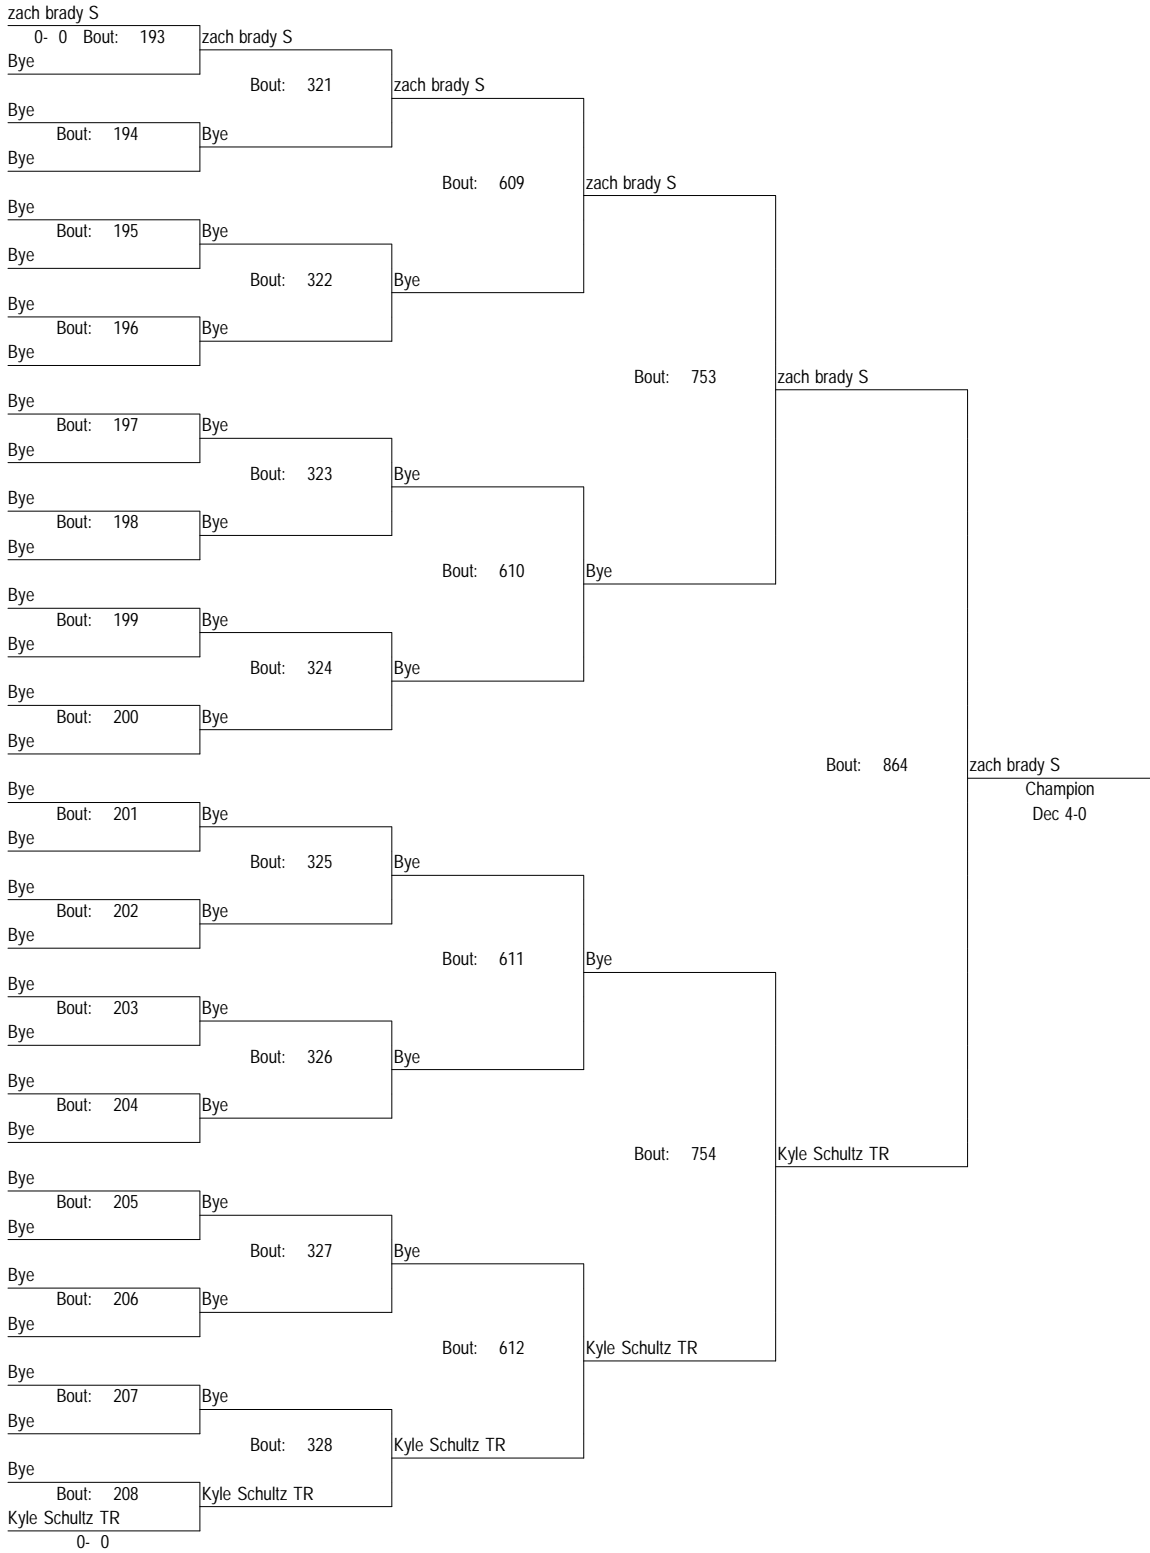 zach brady S
0- 0 Bout: 193 zach brady S
Bye
Bout: 321 zach brady S
Bye
Bout: 194 Bye
Bye
Bout: 609 zach brady S
Bye
Bout: 195 Bye
Bye
Bout: 322 Bye
Bye
Bout: 196 Bye
Bye
Bout: 753 zach brady S
Bye
Bout: 197 Bye
Bye
Bout: 323 Bye
Bye
Bout: 198 Bye
Bye
Bout: 610 Bye
Bye
Bout: 199 Bye
Bye
Bout: 324 Bye
Bye
Bout: 200 Bye
Bye
Bout: 864 zach brady S
Champion
Dec 4-0
Bye
Bout: 201 Bye
Bye
Bout: 325 Bye
Bye
Bout: 202 Bye
Bye
Bout: 611 Bye
Bye
Bout: 203 Bye
Bye
Bout: 326 Bye
Bye
Bout: 204 Bye
Bye
Bout: 754 Kyle Schultz TR
Bye
Bout: 205 Bye
Bye
Bout: 327 Bye
Bye
Bout: 206 Bye
Bye
Bout: 612 Kyle Schultz TR
Bye
Bout: 207 Bye
Bye
Bout: 328 Kyle Schultz TR
Bye
Bout: 208 Kyle Schultz TR
Kyle Schultz TR
0- 0